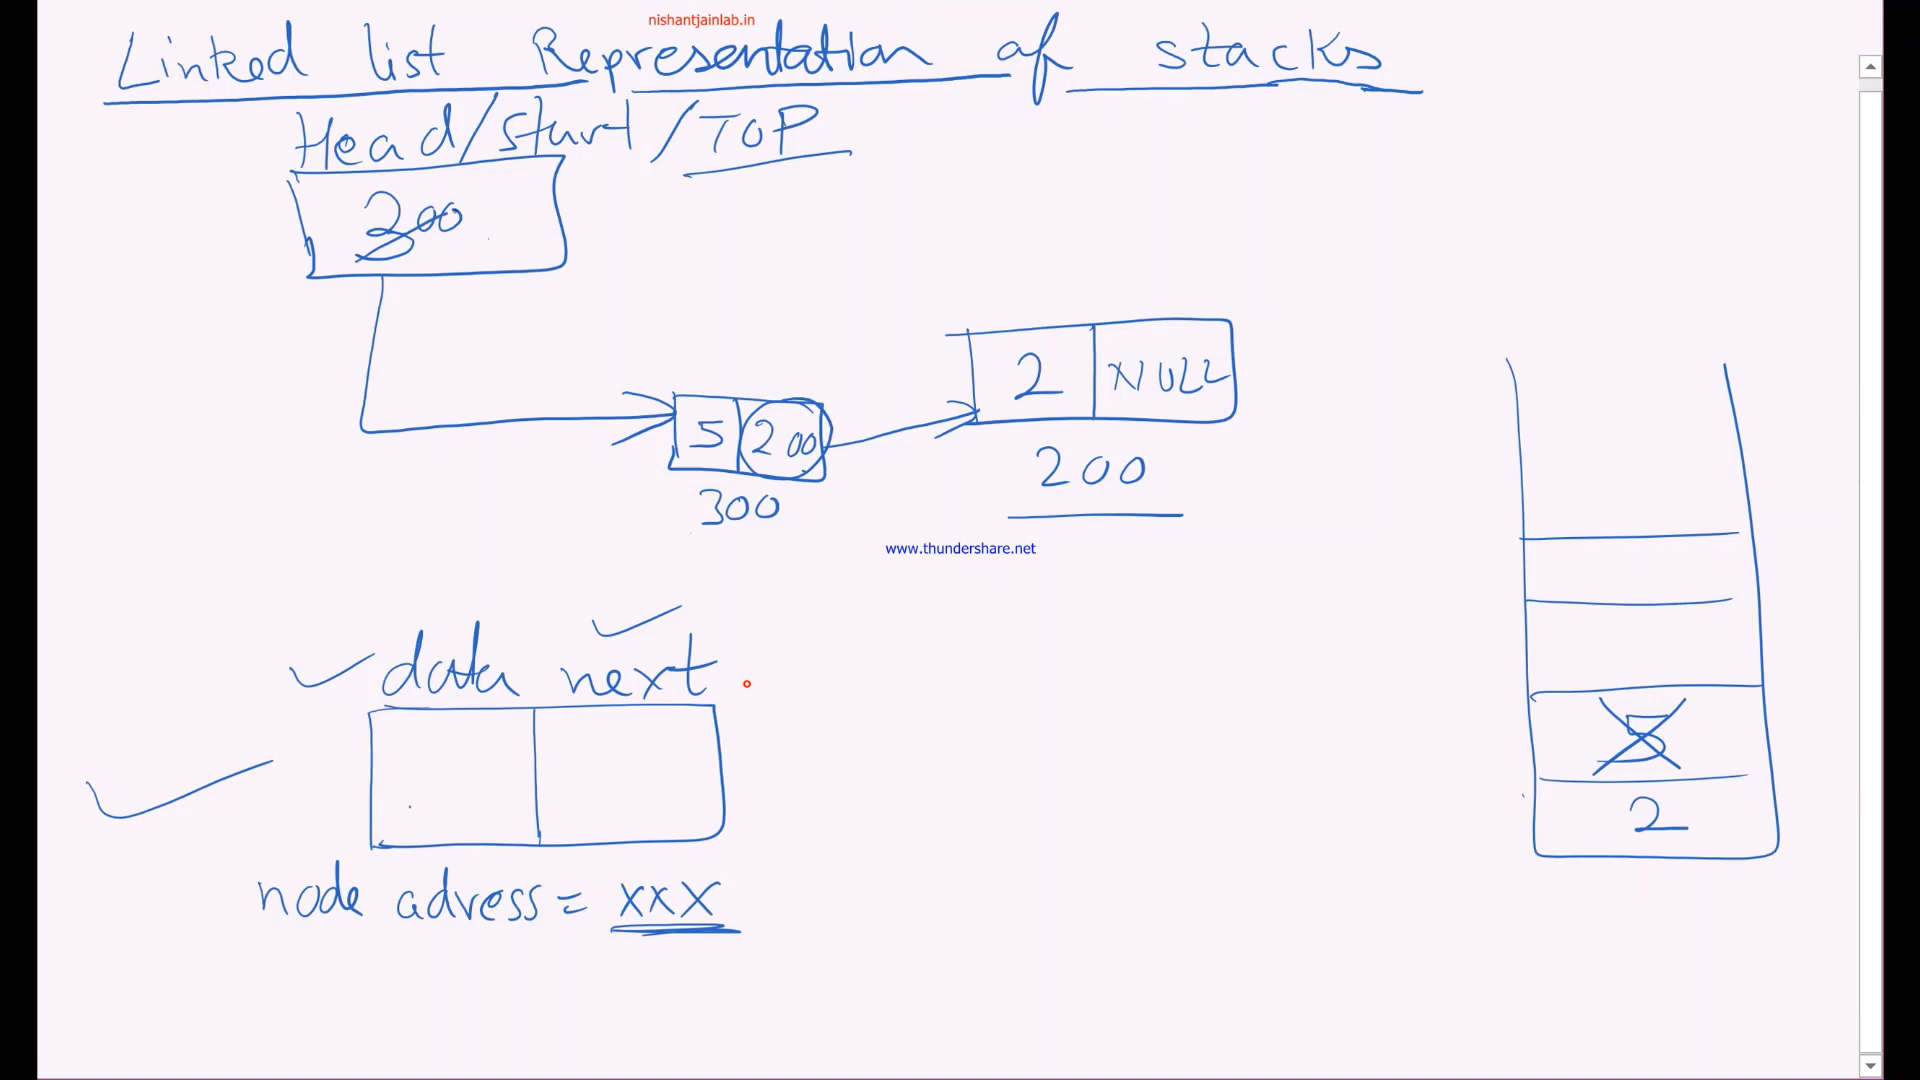 nishantjainlab.in
Linked list Representation of stacks
Head/start/TOP
300
2 NULL
5 200
200
300
www.thundershare.net
data next
5
2
node adress = xxx